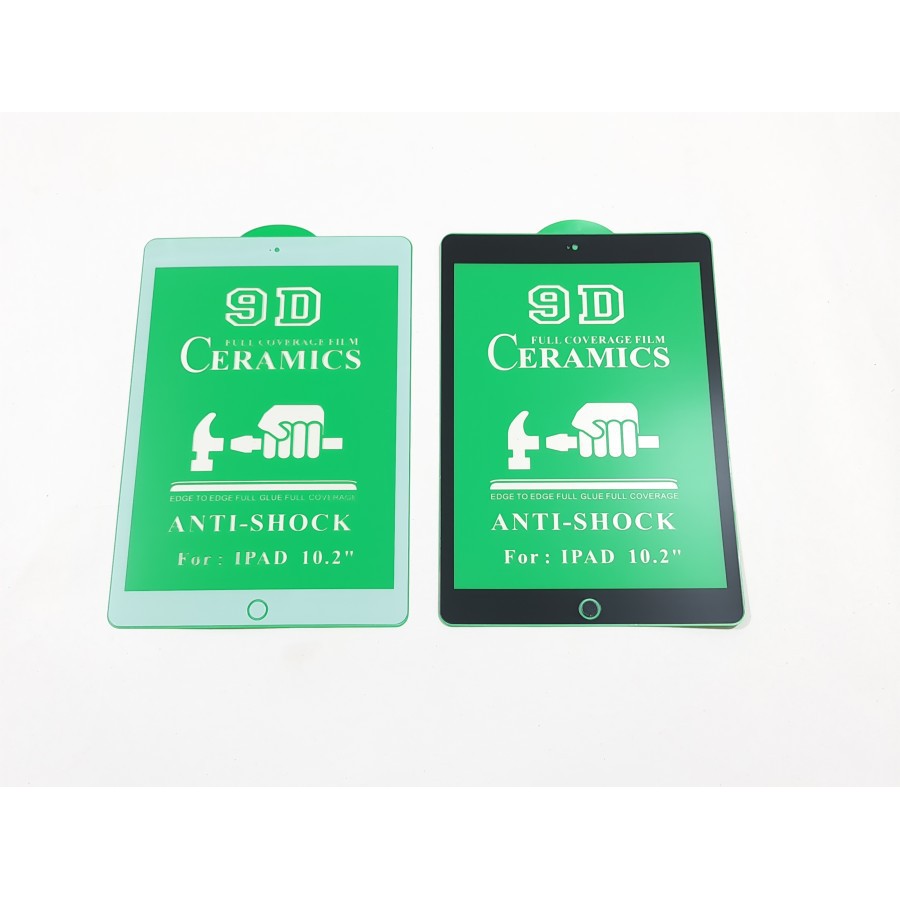 9D
FULL COVERAGE FILM
CERAMICS
EDGE TO EDGE FULL GLUE FULL COVERAGE
ANTI-SHOCK
For : IPAD 10.2"
9D
FULL COVERAGE FILM
CERAMICS
EDGE TO EDGE FULL GLUE FULL COVERAGE
ANTI-SHOCK
For : IPAD 10.2"